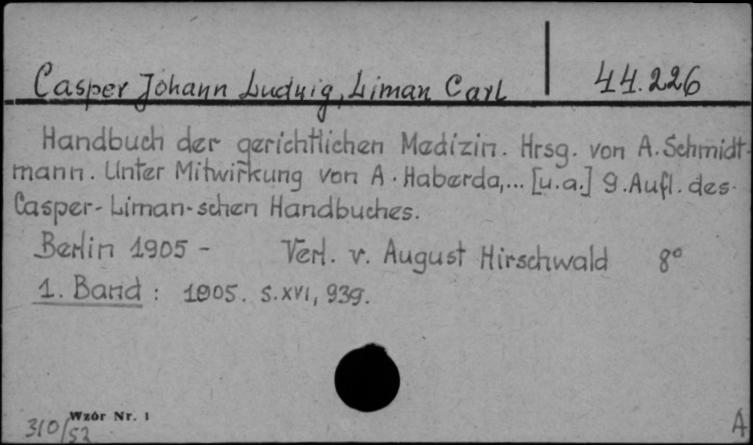 Casper Johann Ludwig, Liman Carl 44.226
Handbuch der gerichtlichen Medizin. Hrsg. von A. Schmidt-
mann. Unter Mitwirkung von A. Haberda,... [u.a.] 9. Aufl. des
Casper-Liman-schen Handbuches.
Berlin 1905 - Verl. v. August Hirschwald 8°
1. Band: 1905. S. XVI, 939.
Wzór Nr. 1
310/52 A